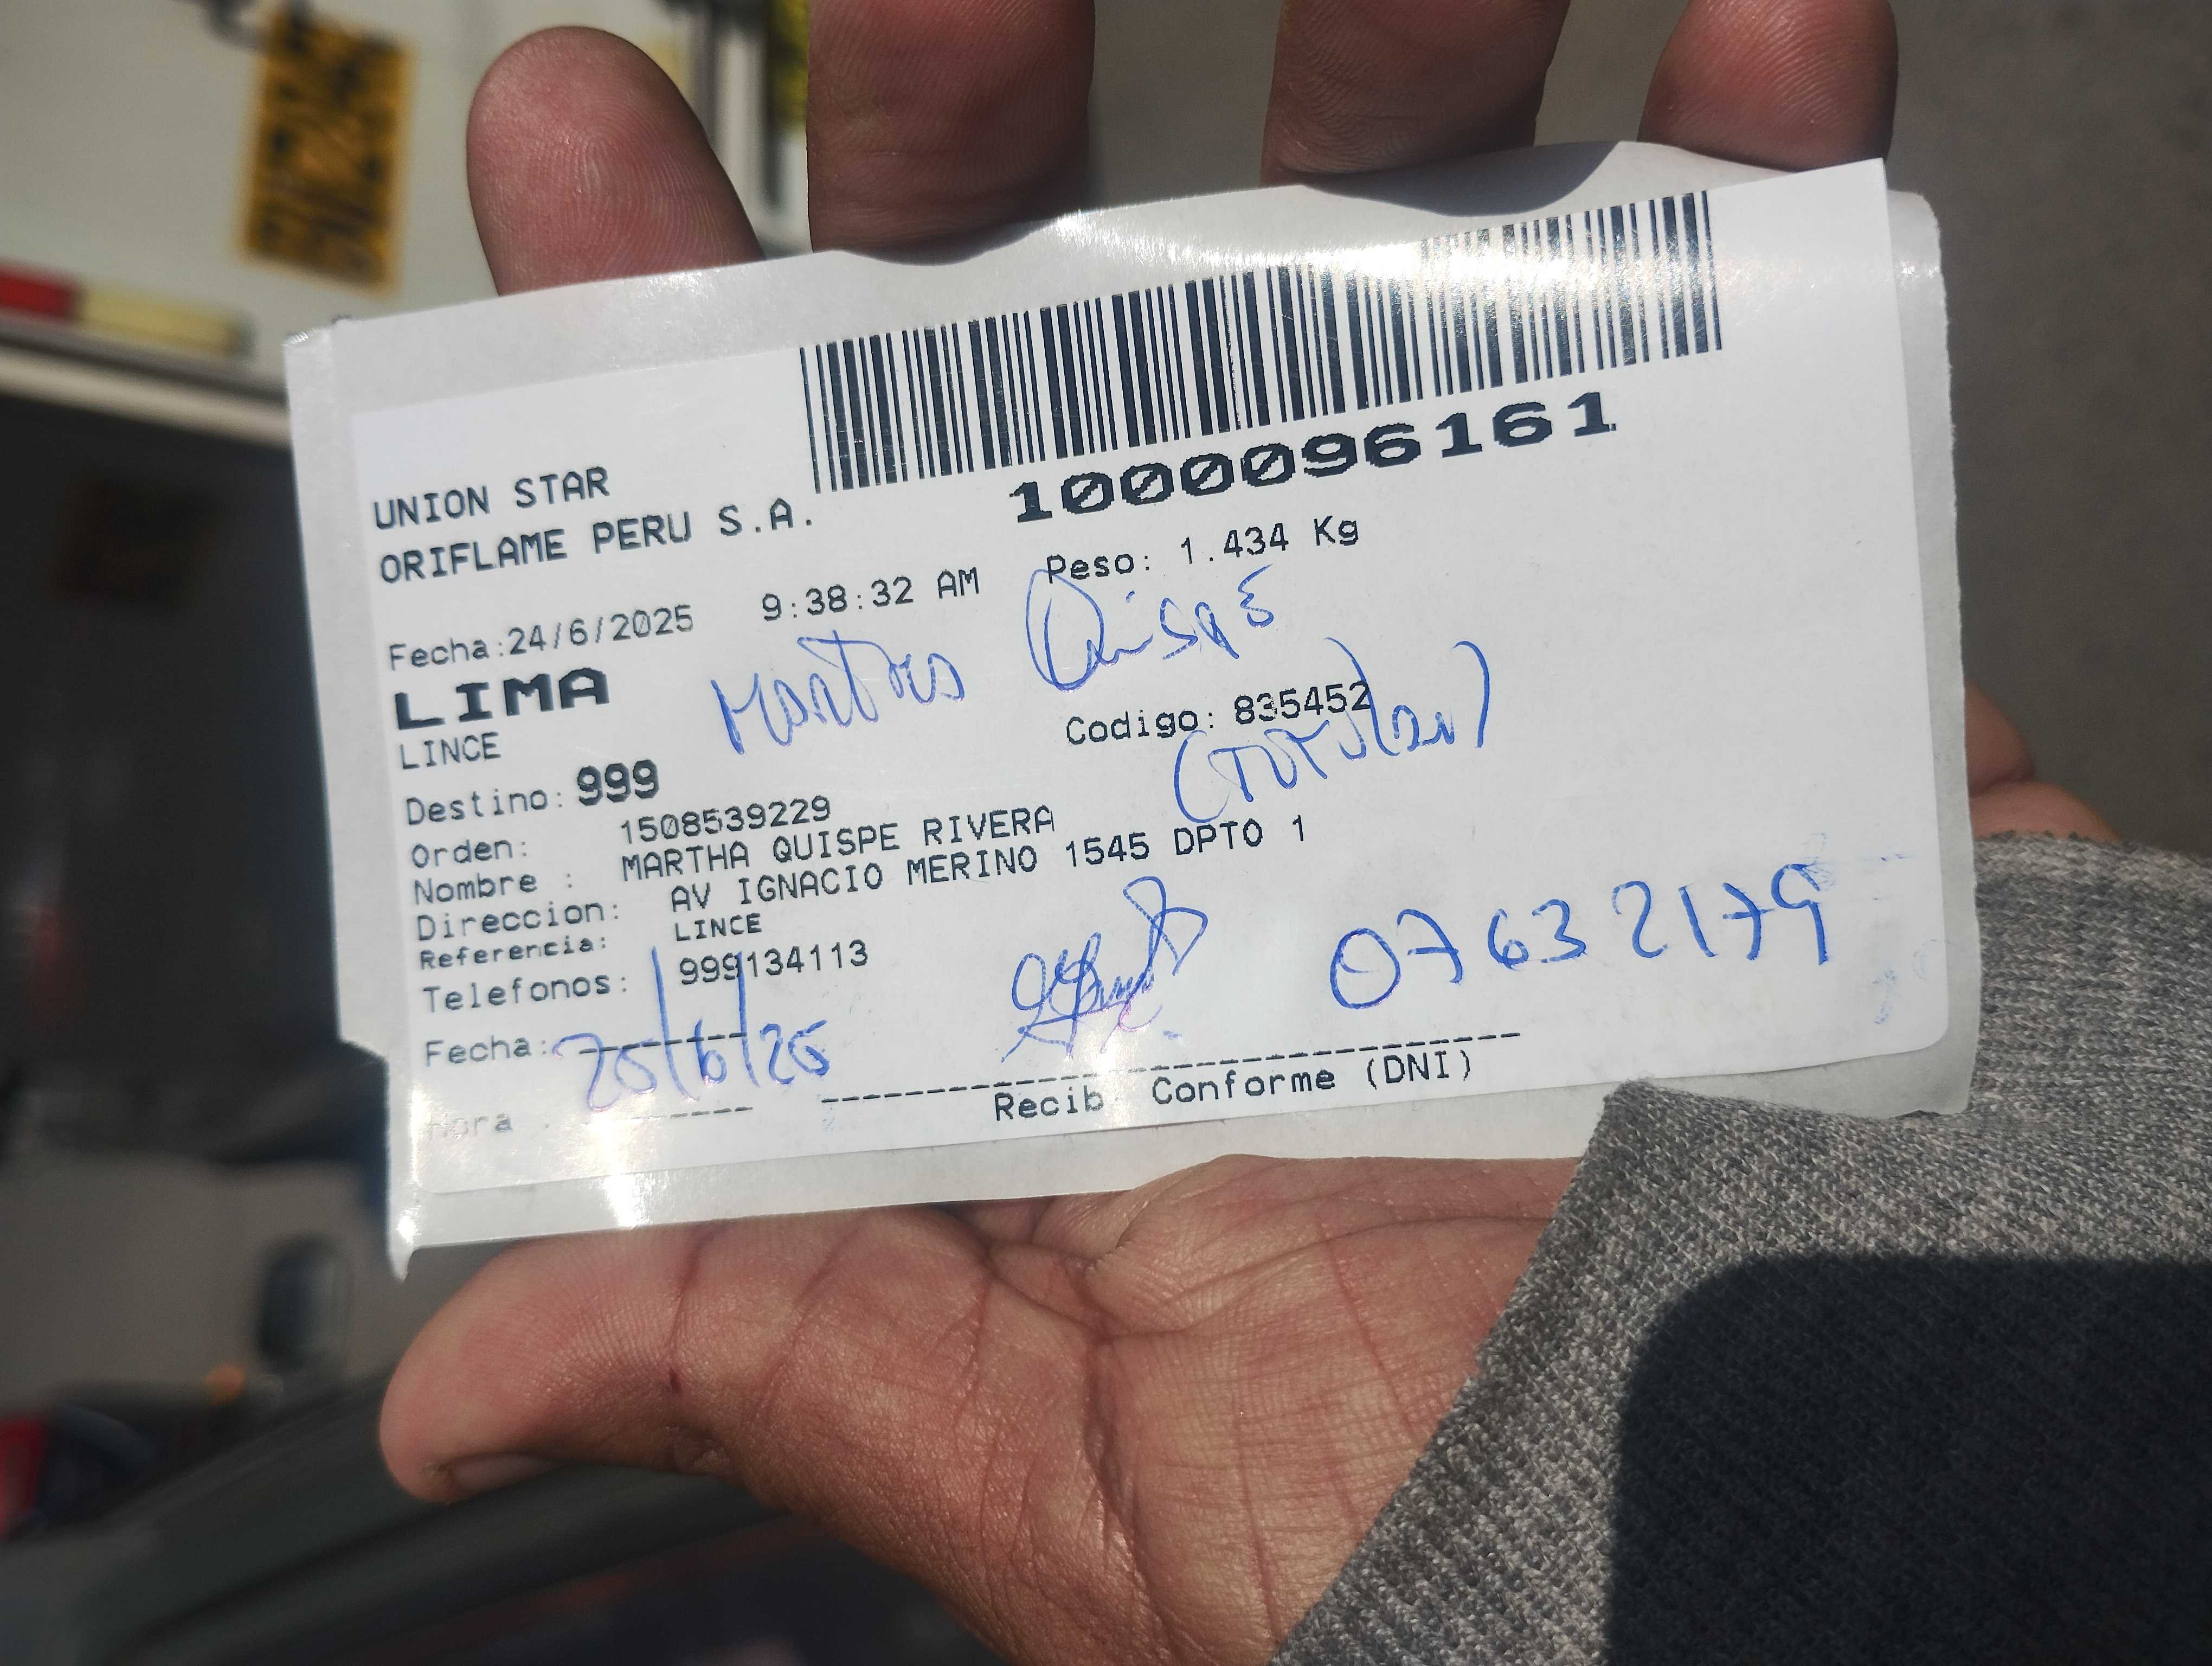 1000096161
UNION STAR
ORIFLAME PERU S.A.
Fecha:24/6/2025 9:38:32 AM Peso: 1.434 Kg
LIMA
Quispe
LINCE
Codigo: 835452
Destino: 999
Orden: 1508539229
Nombre : MARTHA QUISPE RIVERA
Direccion: AV IGNACIO MERINO 1545 DPTO 1
Referencia: LINCE
Telefonos: 999134113
07632179
Fecha: 25/6/25
Hora :
Recib Conforme (DNI)